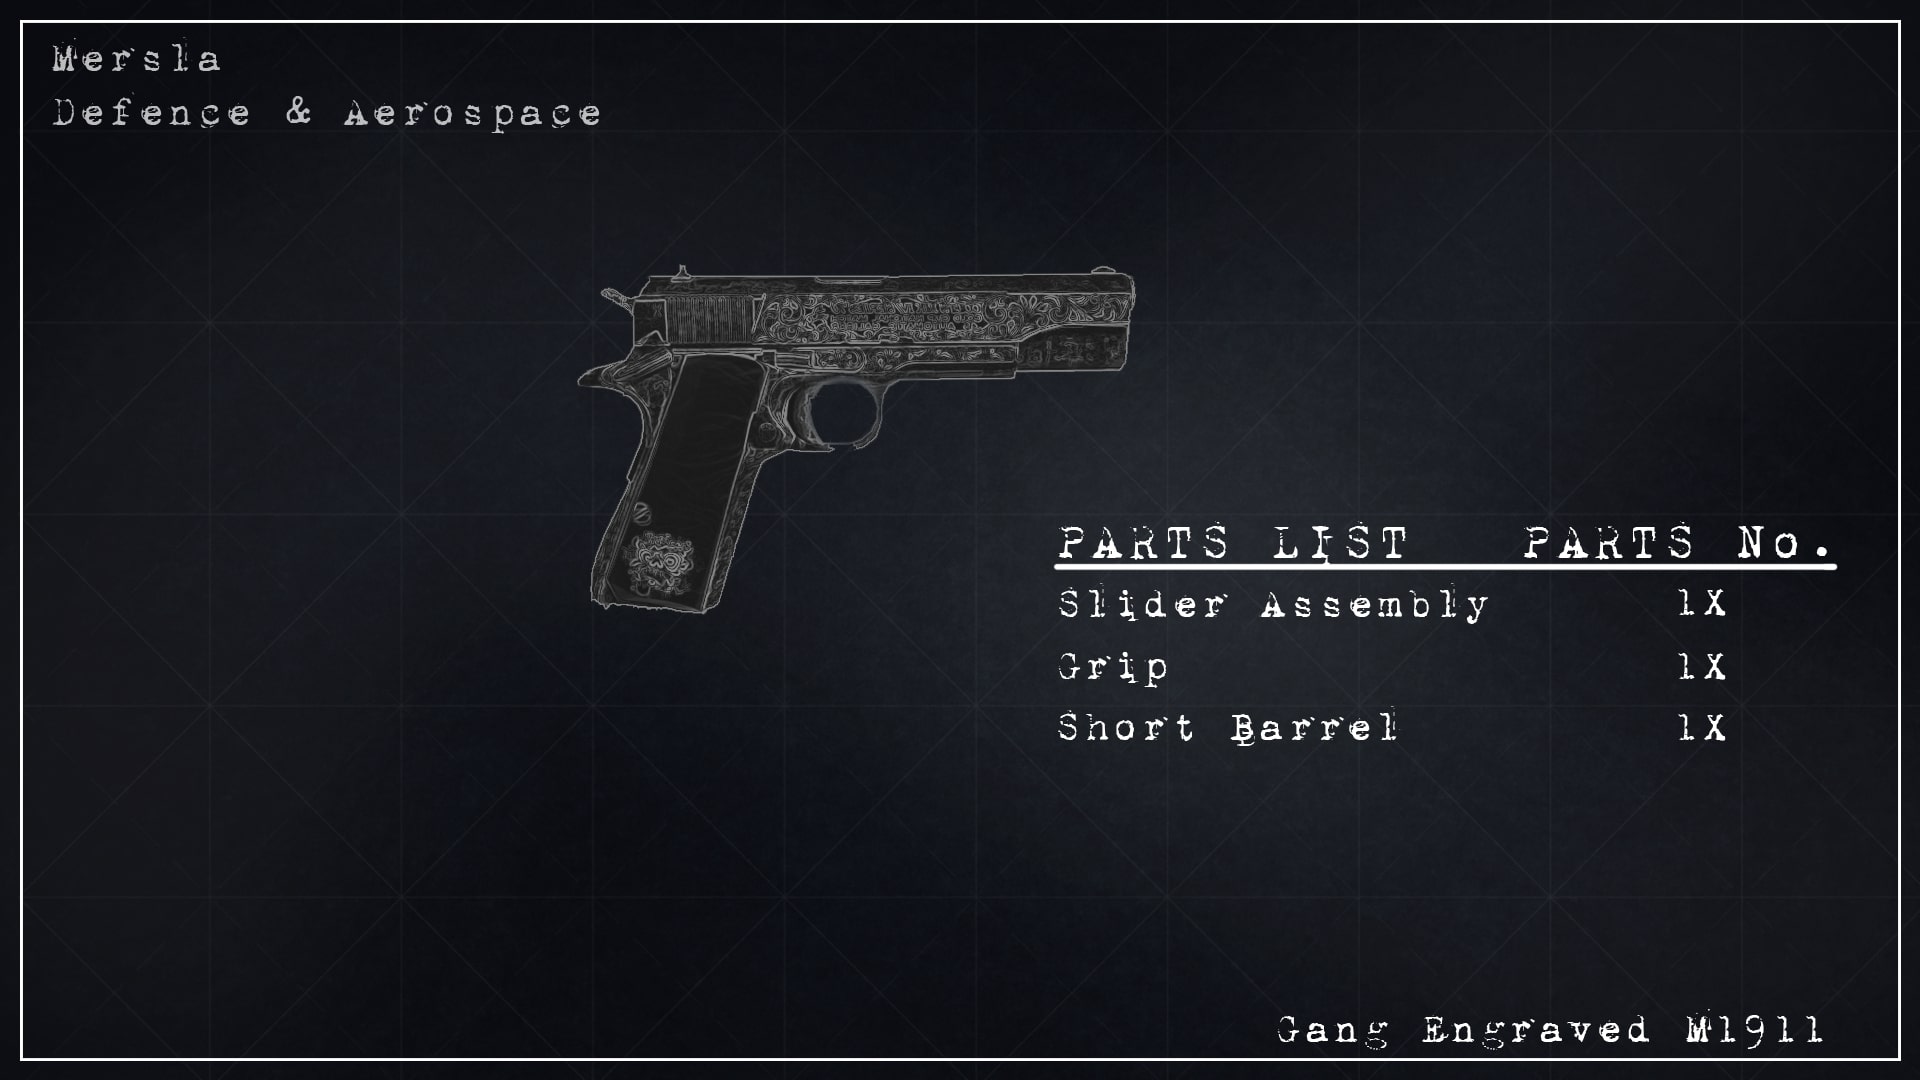 Mersla
Defence & Aerospace
PARTS LIST PARTS No.
Slider Assembly 1X
Grip 1X
Short Barrel 1X
Gang Engraved M1911